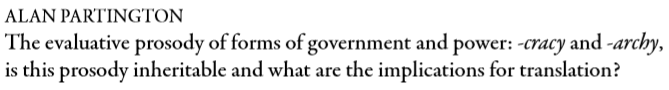 ALAN PARTINGTON
The evaluative prosody of forms of government and power: -cracy and -archy,
is this prosody inheritable and what are the implications for translation?